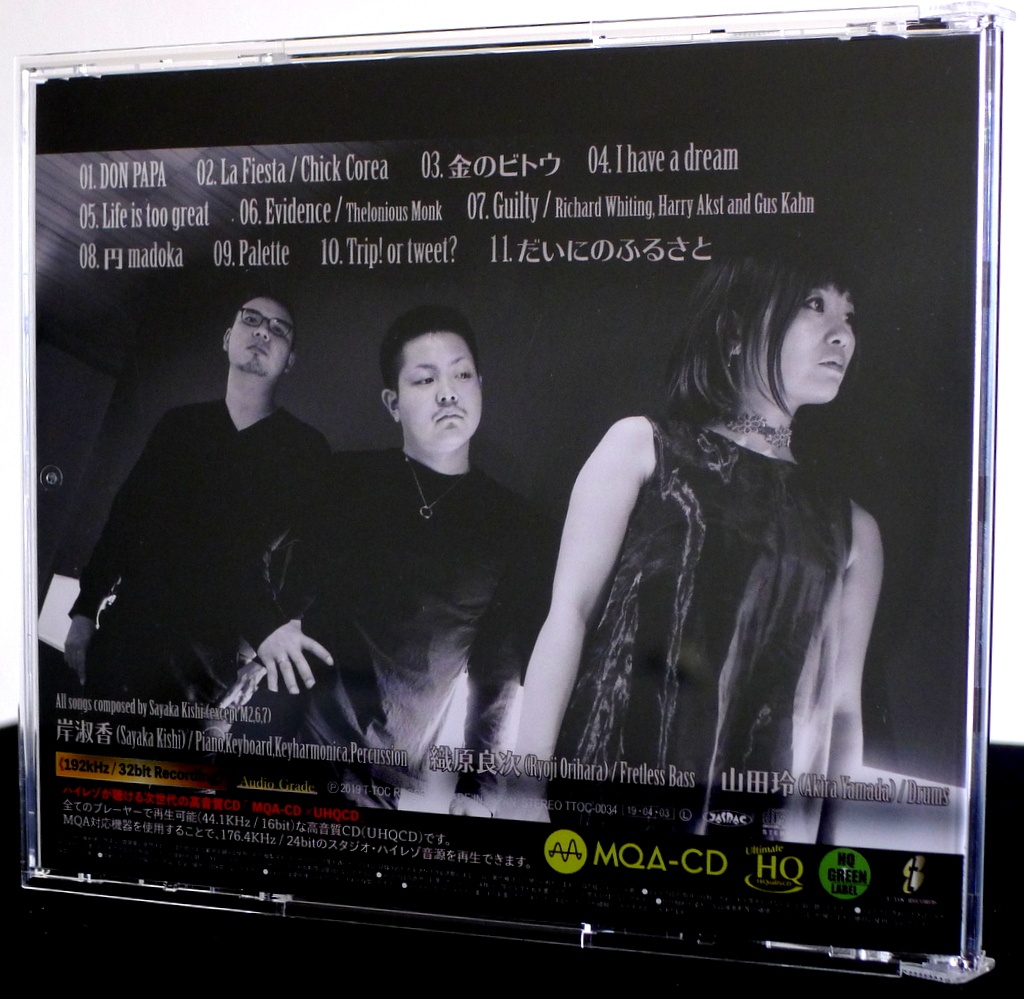 01. DON PAPA 02. La Fiesta / Chick Corea 03. 金のビトウ 04. I have a dream
05. Life is too great 06. Evidence / Thelonious Monk 07. Guilty / Richard Whiting, Harry Akst and Gus Kahn
08. 円 madoka 09. Palette 10. Trip! or tweet? 11. だいにのふるさと
All songs composed by Sayaka Kishi (except M2.6.7)
岸淑香 (Sayaka Kishi) / Piano,Keyboard,Keyharmonica,Percussion / 織原良次 (Ryoji Orihara) / Fretless Bass / 山田玲 (Akira Yamada) / Drums
(192kHz / 32bit Recording) Audio Grade ℗2019 T-TOC STEREO TTOC-0034 19·04·03 Ⓛ JASRAC
ハイレゾが聴ける次世代の高音質CD MQA-CD × UHQCD
全てのプレーヤーで再生可能(44.1KHz / 16bit)な高音質CD(UHQCD)です。
MQA対応機器を使用することで、176.4KHz / 24bitのスタジオ・ハイレゾ音源を再生できます。
MQA-CD
Ultimate
HQ
HQ
GREEN
LABEL